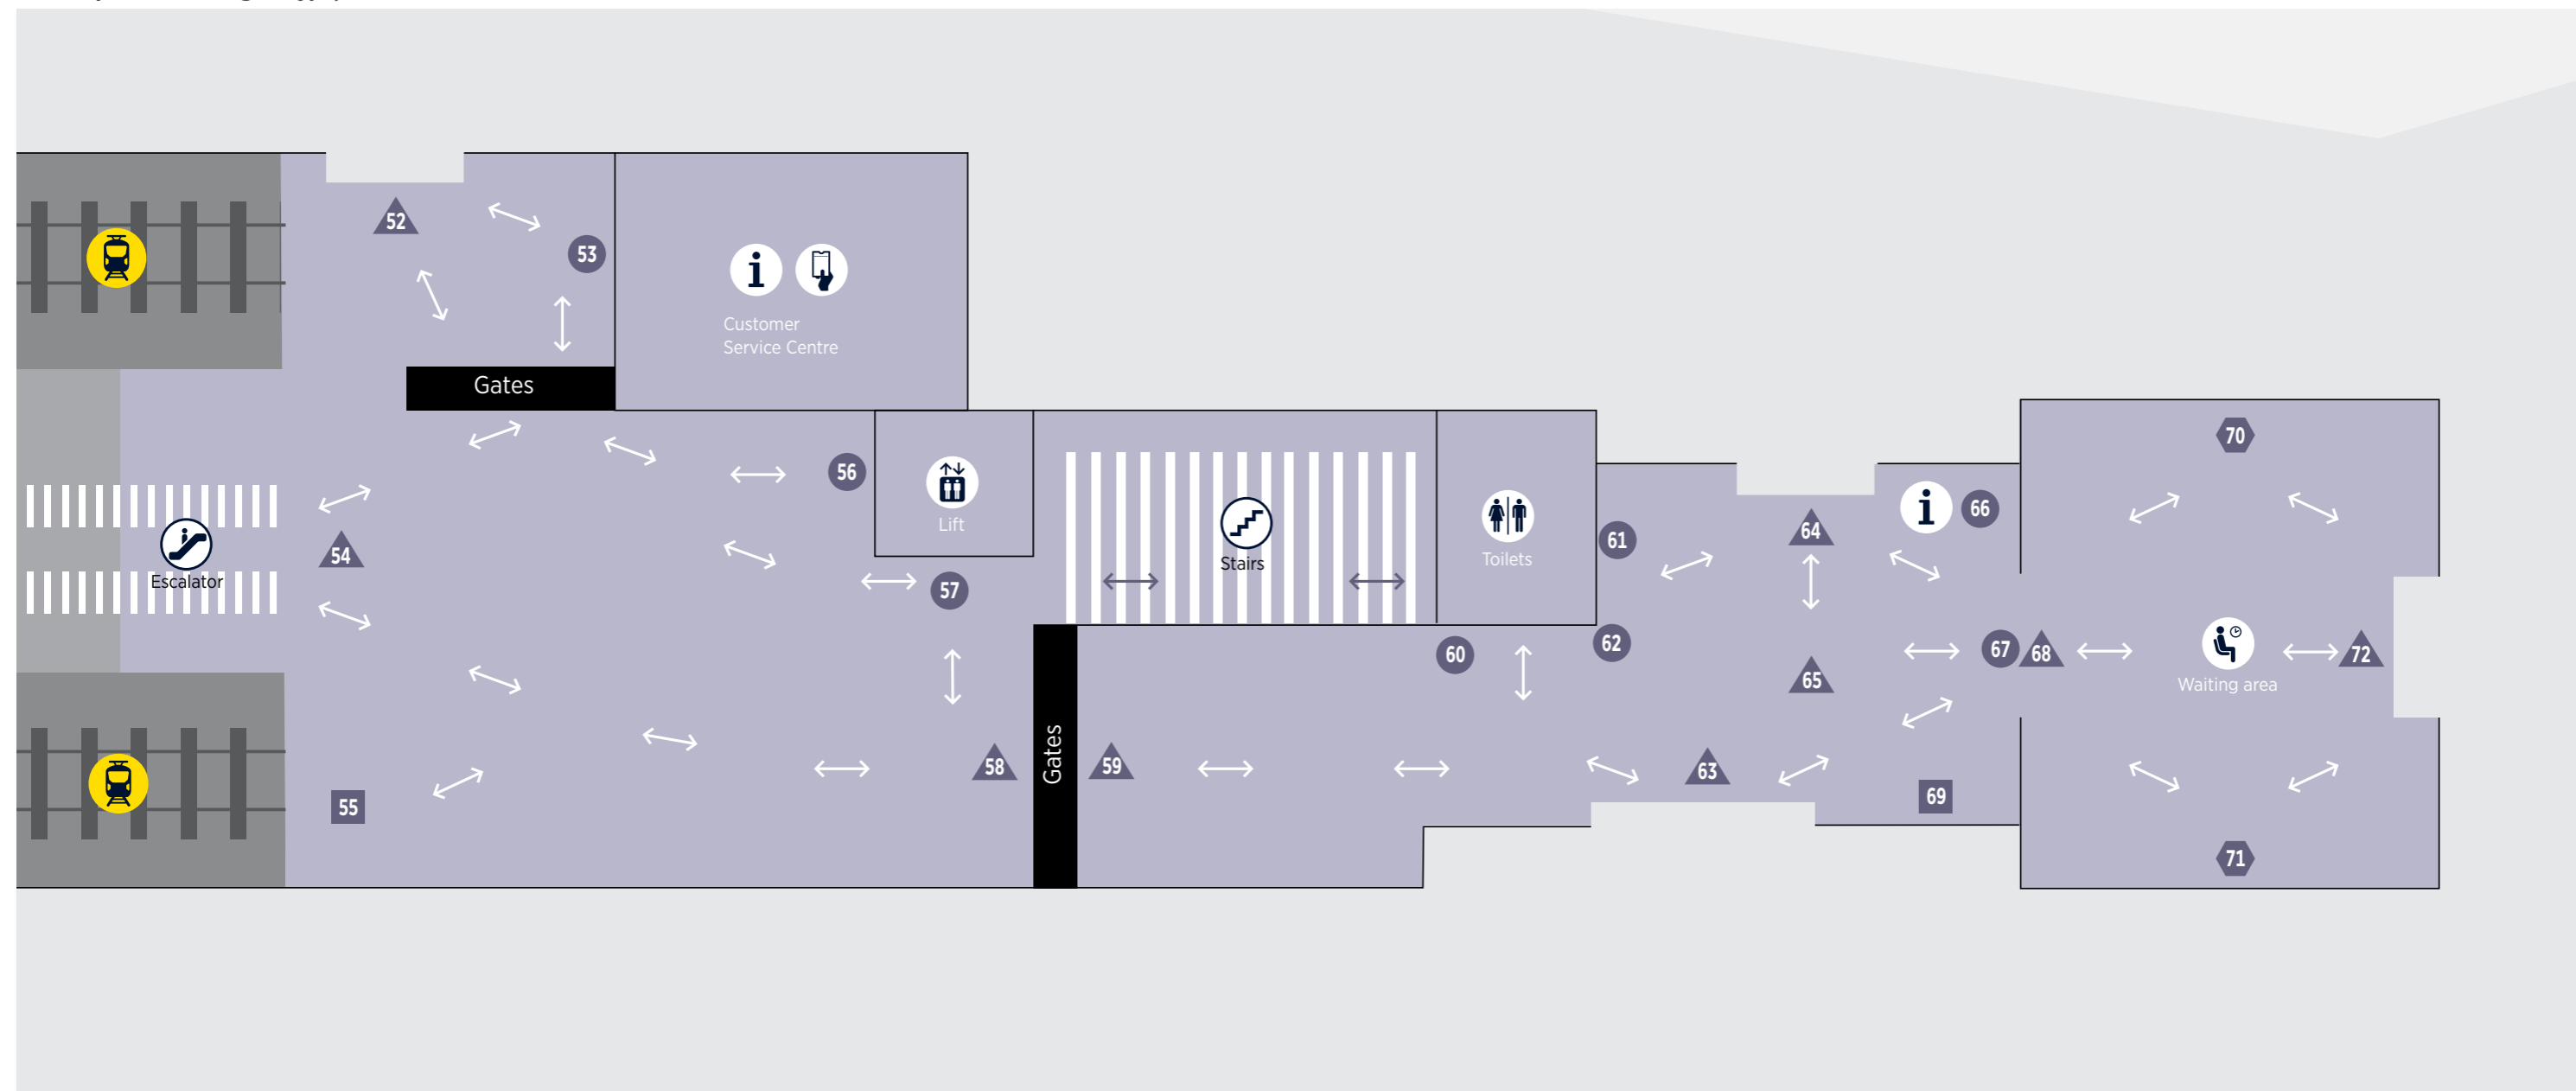 52
53
Customer
Service Centre
Gates
70
56
Lift
66
64
61
54
Escalator
Stairs
Toilets
57
60
62
67
68
72
65
Waiting area
58
Gates
59
63
55
69
71